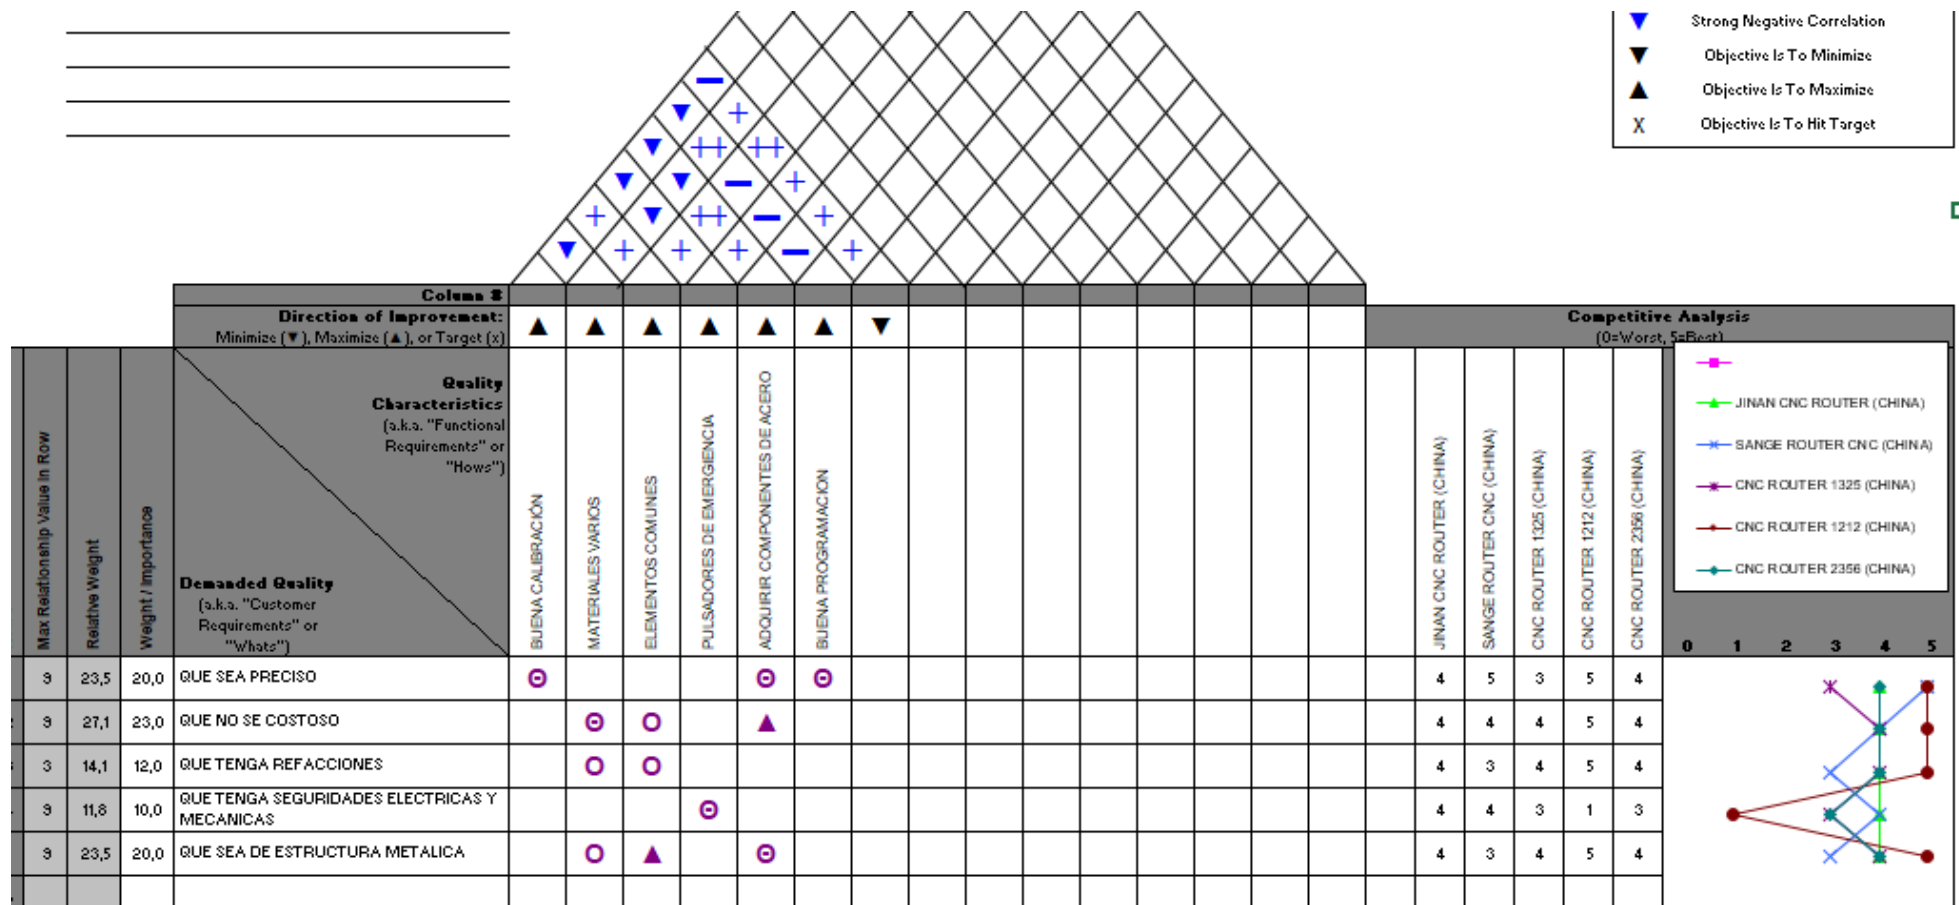 Strong Negative Correlation
Objective Is To Minimize
Objective Is To Maximize
X Objective Is To Hit Target
Column #
Direction of Improvement:
Minimize (▼), Maximize (▲), or Target (x)
Competitive Analysis
(0=Worst, 5=Best)
Max Relationship Value in Row
Relative Weight
Weight / Importance
Quality
Characteristics
(a.k.a. "Functional
Requirements" or
"Hows")
Demanded Quality
(a.k.a. "Customer
Requirements" or
"Whats")
BUENA CALIBRACIÓN
MATERIALES VARIOS
ELEMENTOS COMUNES
PULSADORES DE EMERGIENCIA
ADQUIRIR COMPONENTES DE ACERO
BUENA PROGRAMACION
JINAN CNC ROUTER (CHINA)
SANGE ROUTER CNC (CHINA)
CNC ROUTER 1325 (CHINA)
CNC ROUTER 1212 (CHINA)
CNC ROUTER 2356 (CHINA)
JINAN CNC ROUTER (CHINA)
SANGE ROUTER CNC (CHINA)
CNC ROUTER 1325 (CHINA)
CNC ROUTER 1212 (CHINA)
CNC ROUTER 2356 (CHINA)
0 1 2 3 4 5
9 23,5 20,0 QUE SEA PRECISO 4 5 3 5 4
9 27,1 23,0 QUE NO SE COSTOSO 4 4 4 5 4
3 14,1 12,0 QUE TENGA REFACCIONES 4 3 4 5 4
9 11,8 10,0 QUE TENGA SEGURIDADES ELECTRICAS Y
MECANICAS 4 4 3 1 3
9 23,5 20,0 QUE SEA DE ESTRUCTURA METALICA 4 3 4 5 4